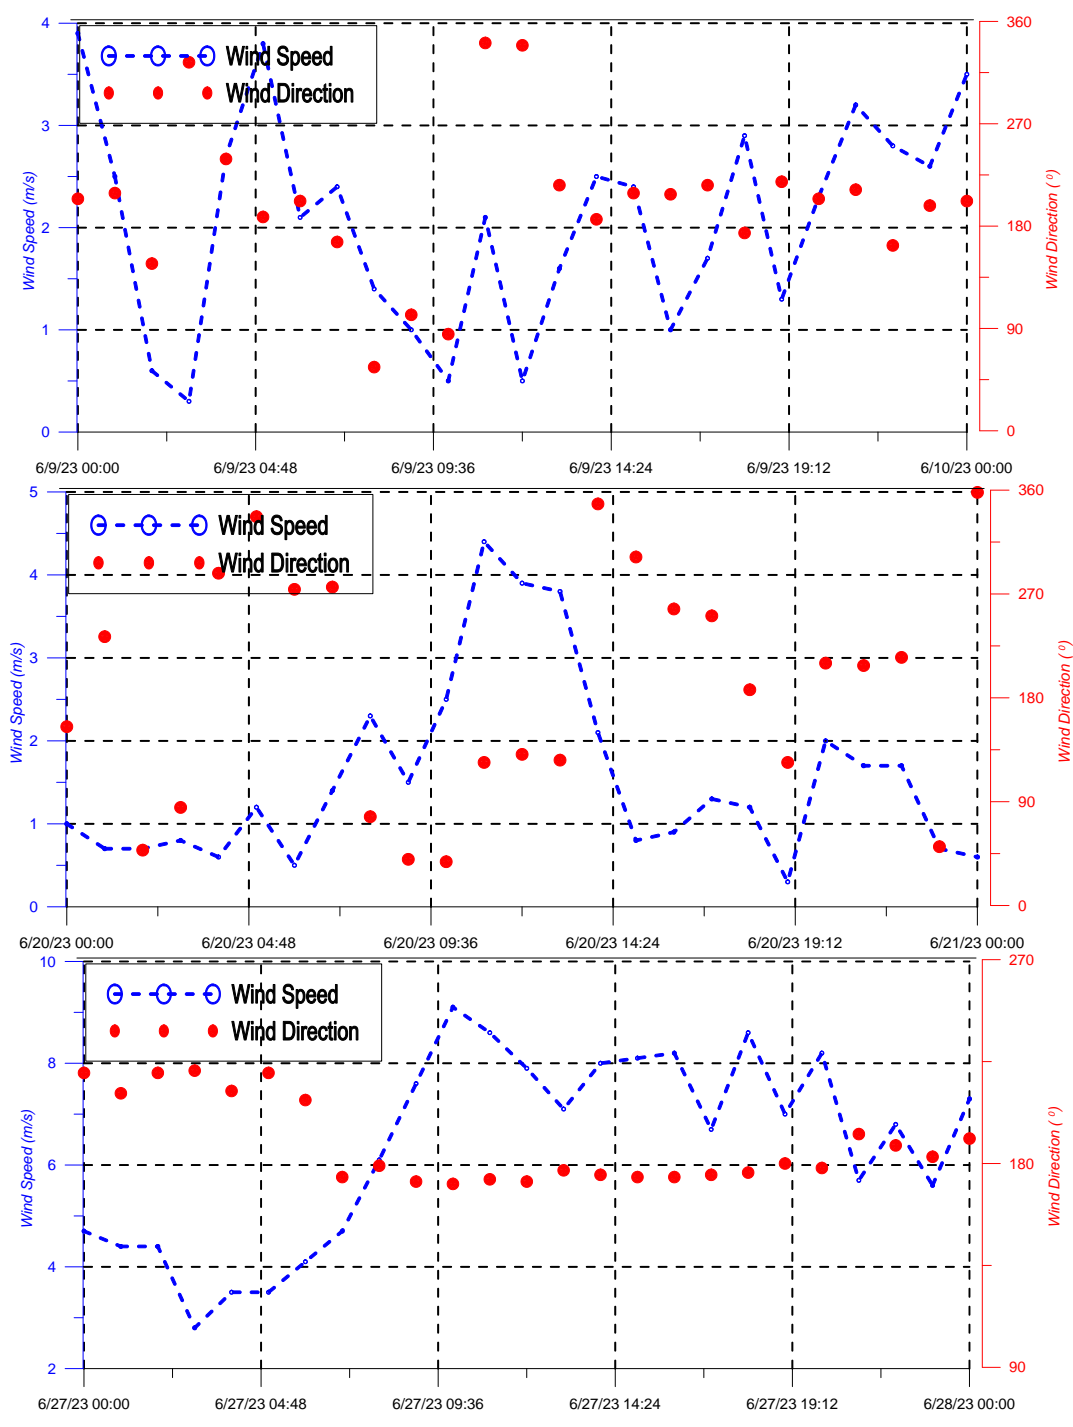 4
3
2
1
0
Wind Speed (m/s)
Wind Speed
Wind Direction
360
270
180
90
0
Wind Direction ( º)
6/9/23 00:00 6/9/23 04:48 6/9/23 09:36 6/9/23 14:24 6/9/23 19:12 6/10/23 00:00
5
4
3
2
1
0
Wind Speed (m/s)
Wind Speed
Wind Direction
360
270
180
90
0
Wind Direction ( º)
6/20/23 00:00 6/20/23 04:48 6/20/23 09:36 6/20/23 14:24 6/20/23 19:12 6/21/23 00:00
10
8
6
4
2
Wind Speed (m/s)
Wind Speed
Wind Direction
270
180
90
Wind Direction ( º)
6/27/23 00:00 6/27/23 04:48 6/27/23 09:36 6/27/23 14:24 6/27/23 19:12 6/28/23 00:00